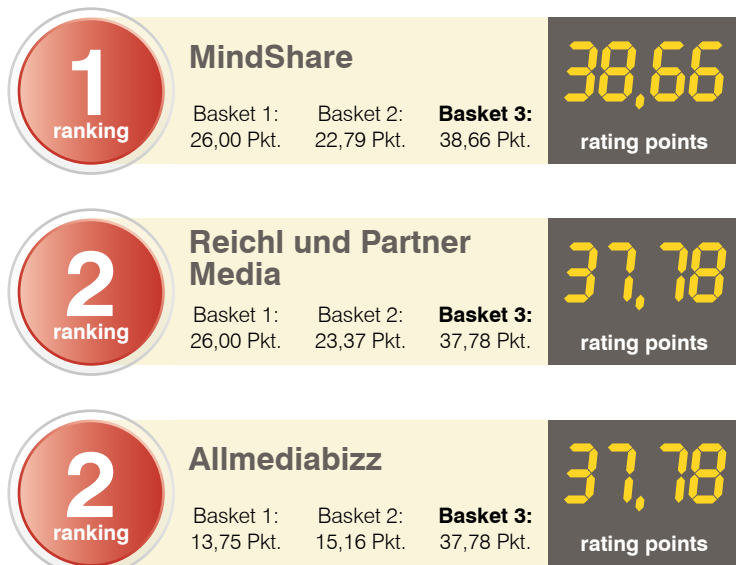 1
ranking
MindShare
Basket 1: Basket 2: Basket 3:
26,00 Pkt. 22,79 Pkt. 38,66 Pkt.
38,66
rating points
2
ranking
Reichl und Partner
Media
Basket 1: Basket 2: Basket 3:
26,00 Pkt. 23,37 Pkt. 37,78 Pkt.
37,78
rating points
2
ranking
Allmediabizz
Basket 1: Basket 2: Basket 3:
13,75 Pkt. 15,16 Pkt. 37,78 Pkt.
37,78
rating points